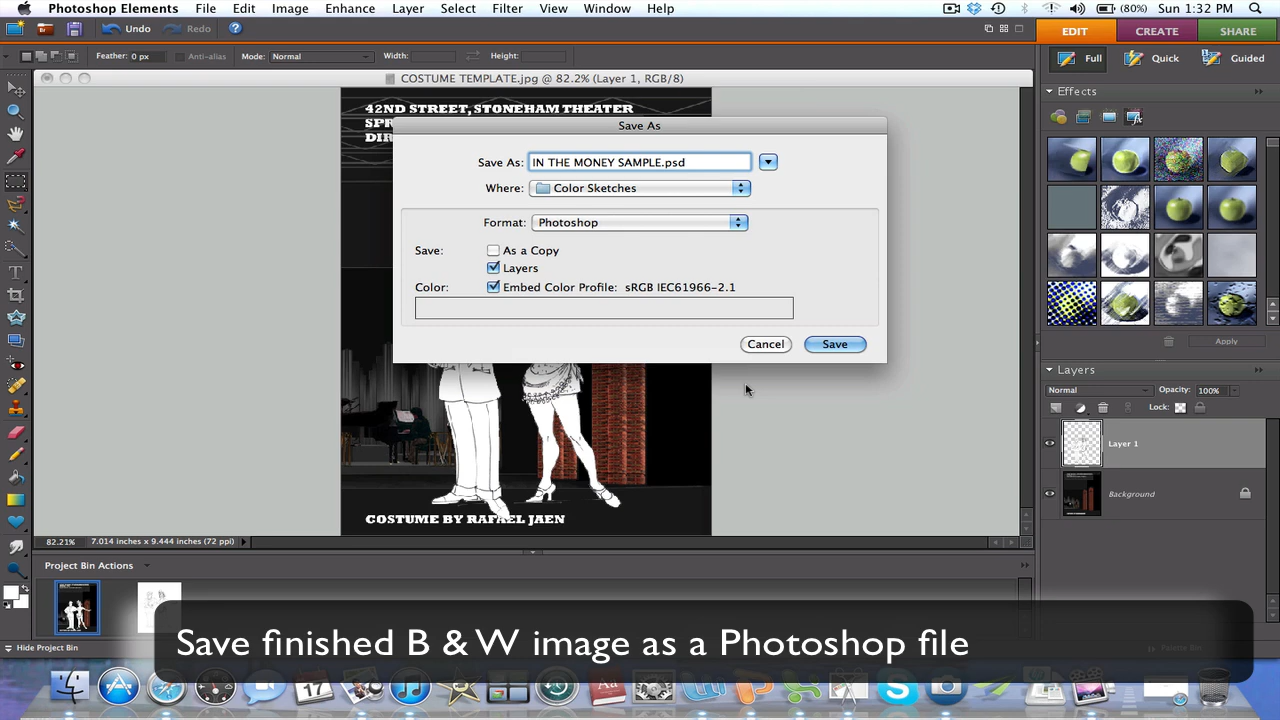 Photoshop Elements File Edit Image Enhance Layer Select Filter View Window Help (80%) Sun 1:32 PM
Undo Redo ? EDIT CREATE SHARE
Feather: 0 px Anti-alias Mode: Normal Width: Height: Full Quick Guided
COSTUME TEMPLATE.jpg @ 82.2% (Layer 1, RGB/8)
Effects
42ND STREET, STONEHAM THEATER
SPR
DIR
Save As
Save As: IN THE MONEY SAMPLE.psd
Where: Color Sketches
Format: Photoshop
Save: As a Copy
Layers
Color: Embed Color Profile: sRGB IEC61966-2.1
Cancel Save
Apply
Layers
Normal Opacity: 100%
Lock:
Layer 1
Background
COSTUME BY RAFAEL JAEN
82.21% 7.014 inches x 9.444 inches (72 ppi)
Project Bin Actions
Save finished B & W image as a Photoshop file
Hide Project Bin Palette Bin
17